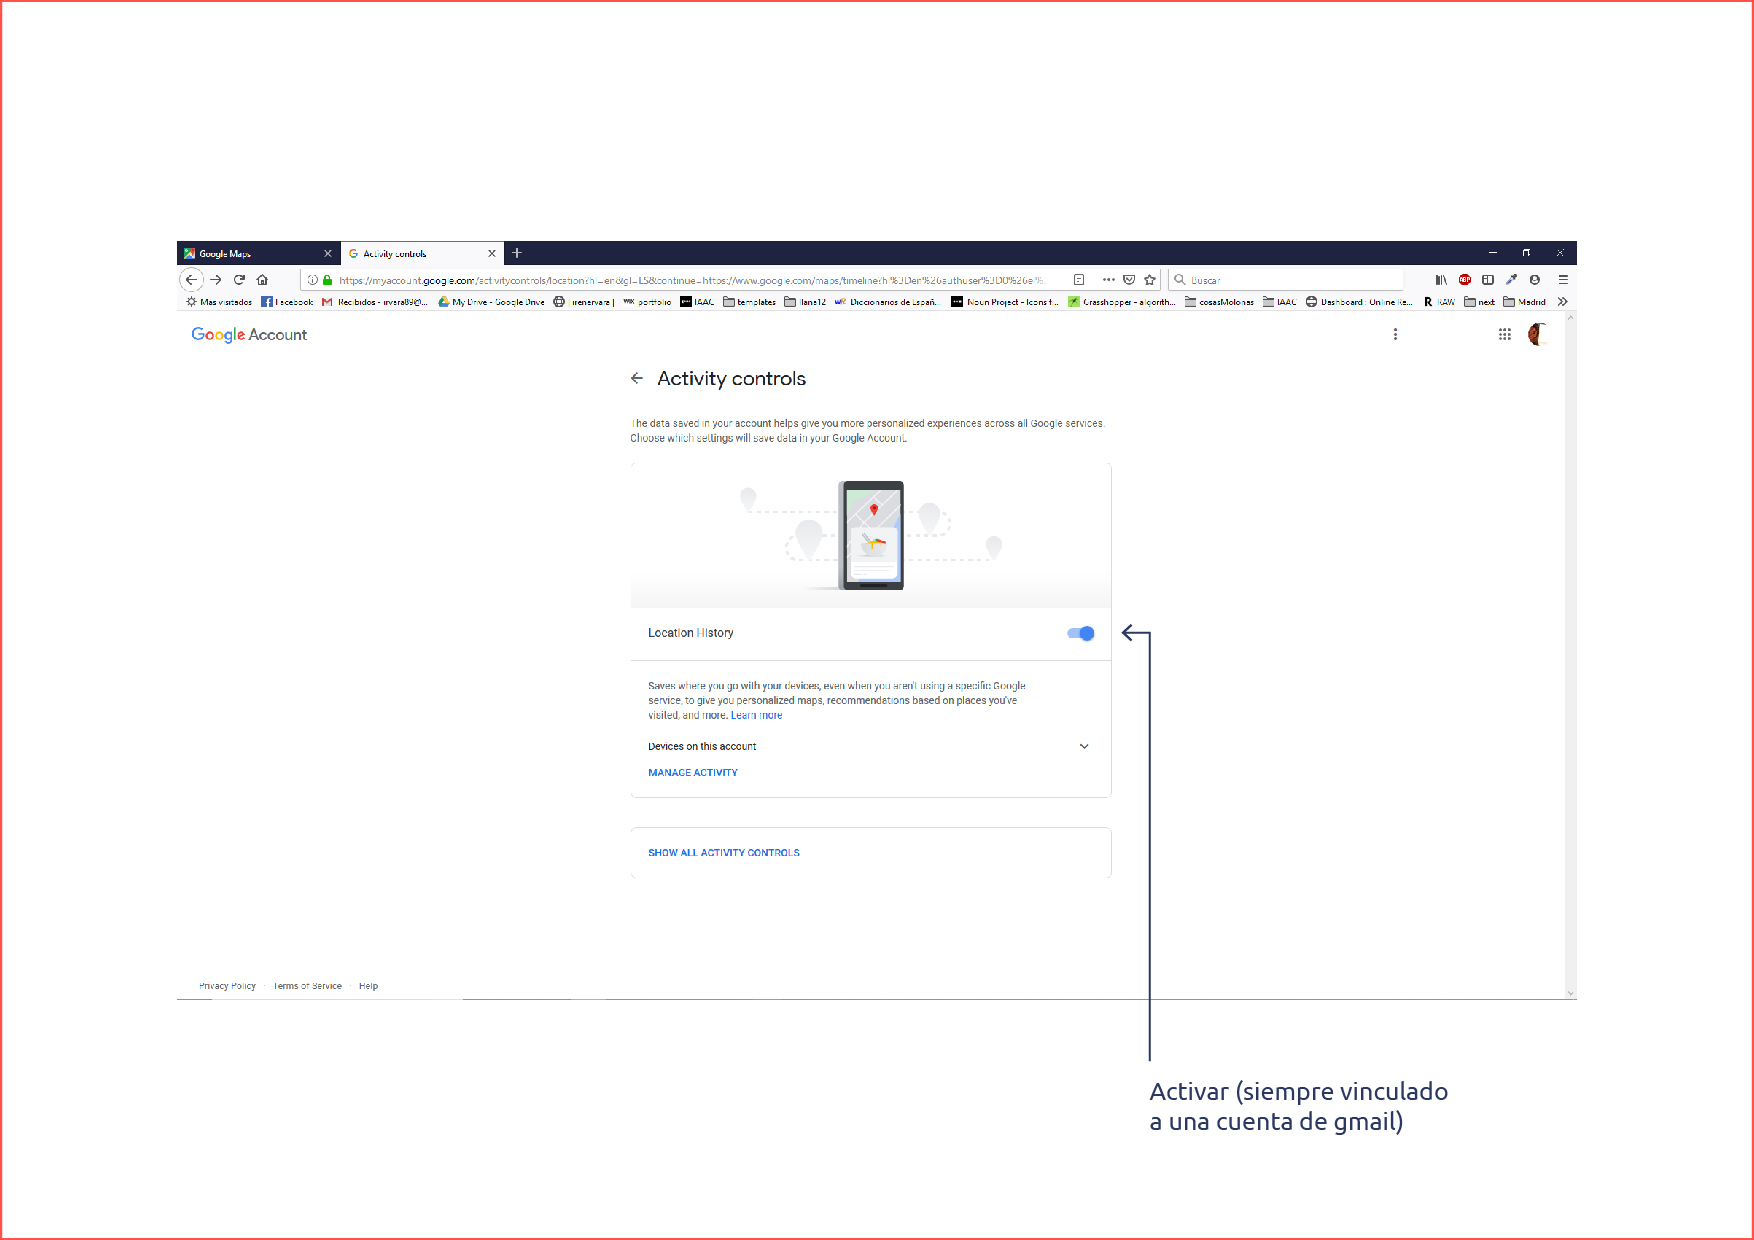 Google Maps
Activity controls
https://myaccount.google.com/activitycontrols/location?hl=en&gl=ES&continue=https://www.google.com/maps/timeline?h%3Den%26authuser%3D0%26e%
Buscar
Más visitados Facebook Recibidos - irvara89@... My Drive - Google Drive irenervara | portfolio IAAC templates llana12 Diccionarios de Españ... Noun Project - Icons f... Grasshopper - algorith... cosasMolonas IAAC Dashboard : Online Re... RAW next Madrid
Google Account
Activity controls
The data saved in your account helps give you more personalized experiences across all Google services.
Choose which settings will save data in your Google Account.
Location History
Saves where you go with your devices, even when you aren't using a specific Google
service, to give you personalized maps, recommendations based on places you've
visited, and more. Learn more
Devices on this account
MANAGE ACTIVITY
SHOW ALL ACTIVITY CONTROLS
Privacy Policy · Terms of Service · Help
Activar (siempre vinculado
a una cuenta de gmail)